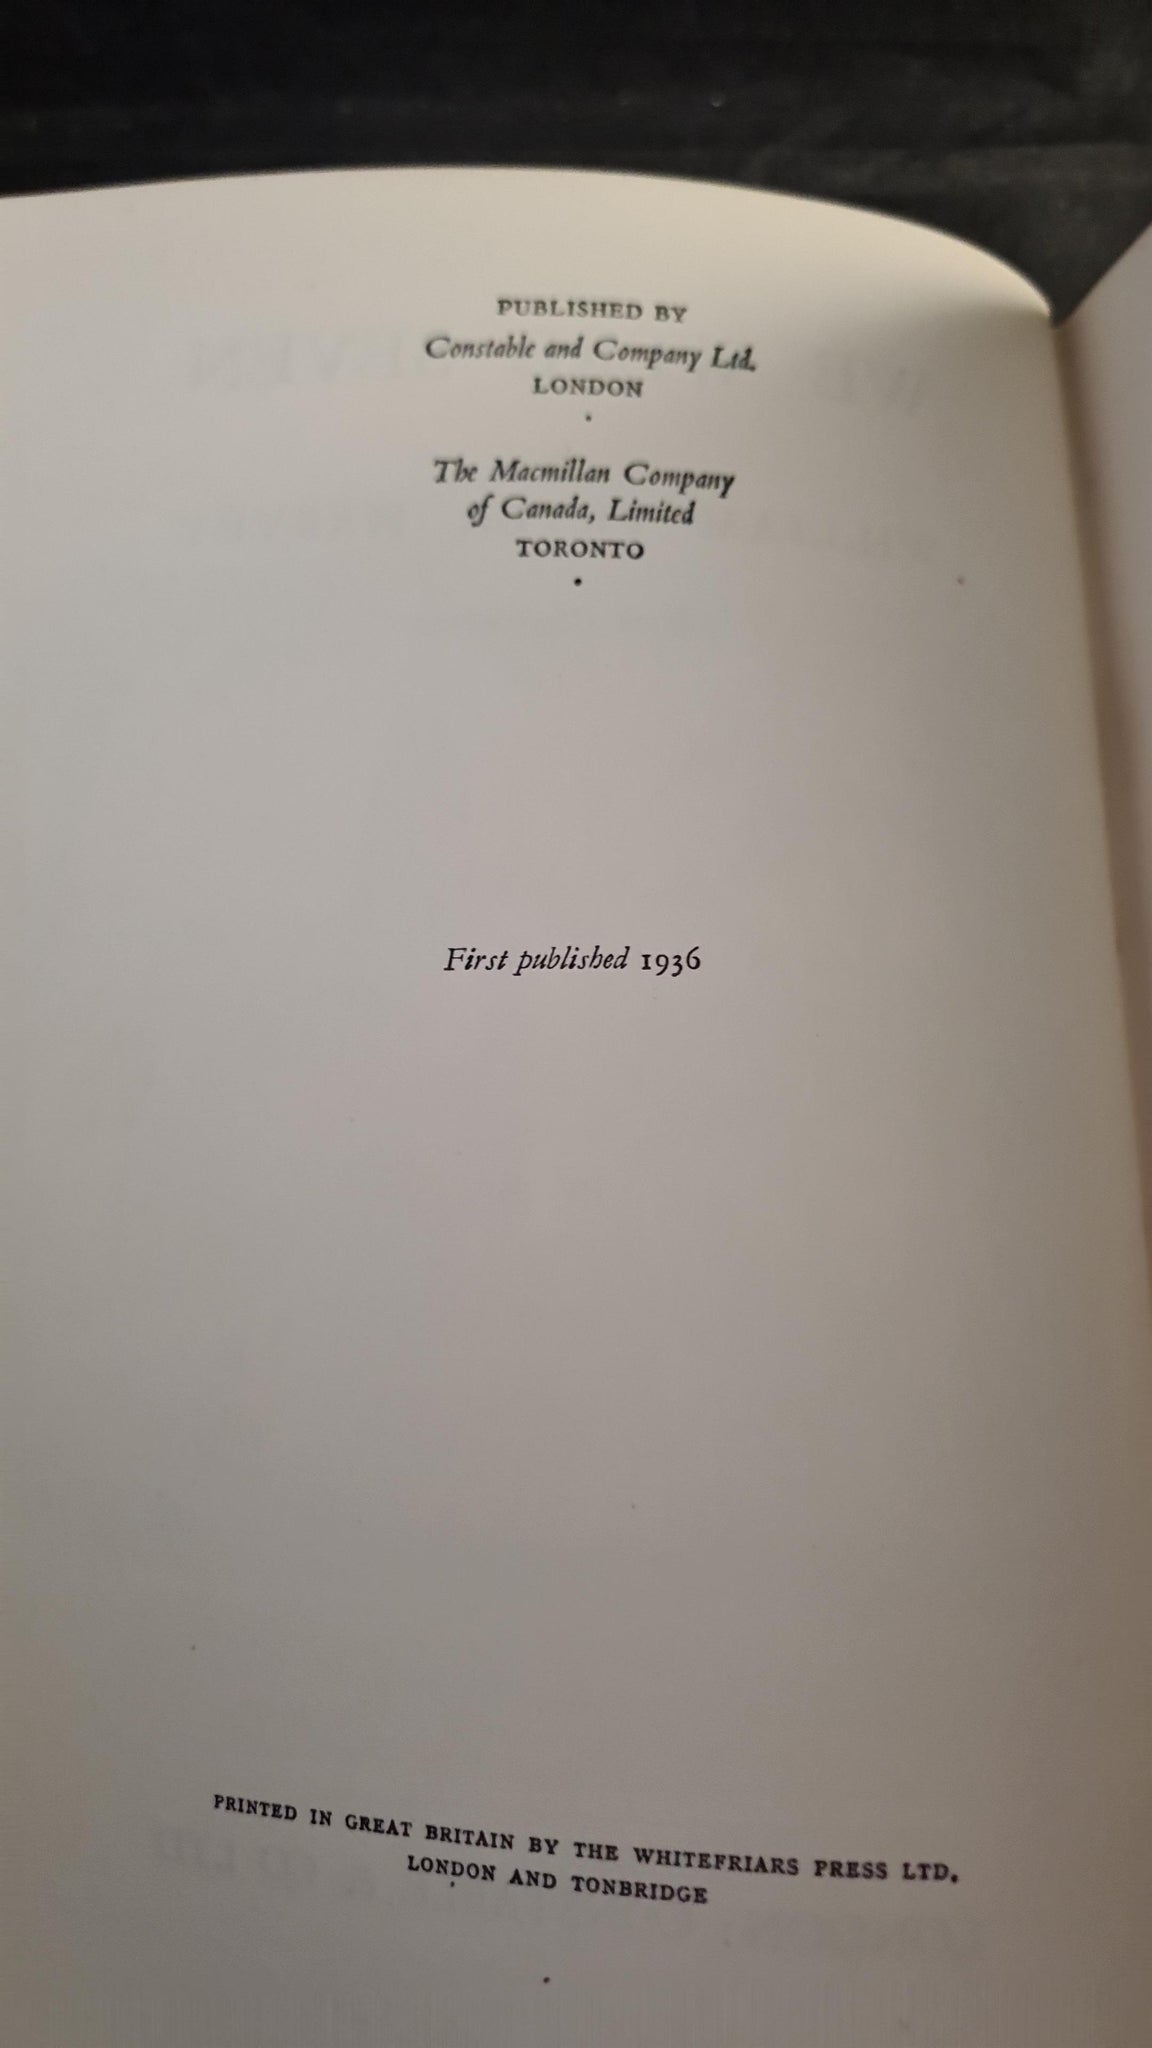 PUBLISHED BY
Constable and Company Ltd.
LONDON
The Macmillan Company
of Canada, Limited
TORONTO
First published 1936
PRINTED IN GREAT BRITAIN BY THE WHITEFRIARS PRESS LTD.
LONDON AND TONBRIDGE